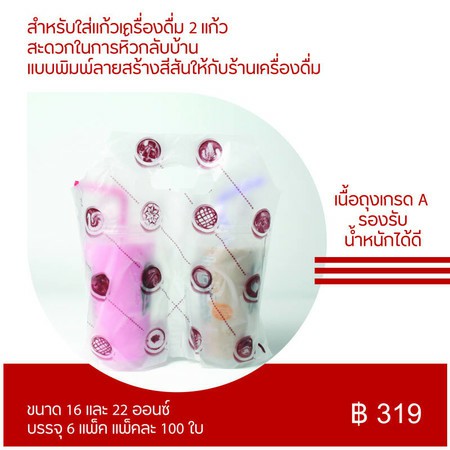 สำหรับใส่แก้วเครื่องดื่ม 2 แก้ว
สะดวกในการหิ้วกลับบ้าน
แบบพิมพ์ลายสร้างสีสันให้กับร้านเครื่องดื่ม
เนื้อถุงเกรด A
รองรับ
น้ำหนักได้ดี
ขนาด 16 และ 22 ออนซ์
บรรจุ 6 แพ็ค แพ็คละ 100 ใบ
฿ 319